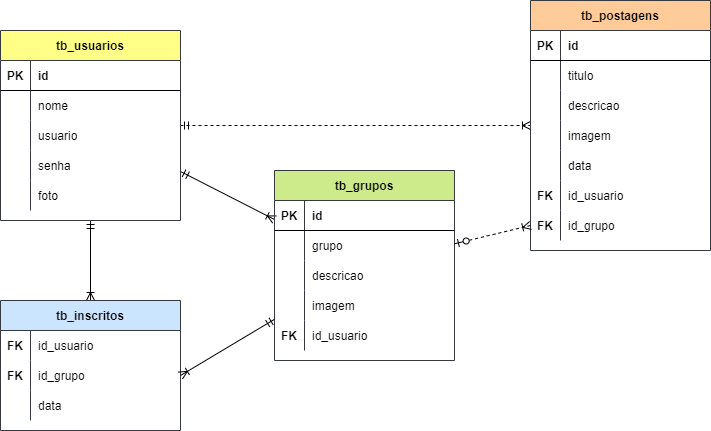 tb_usuarios
PK id
nome
usuario
senha
foto
tb_postagens
PK id
titulo
descricao
imagem
data
FK id_usuario
FK id_grupo
tb_grupos
PK id
grupo
descricao
imagem
FK id_usuario
tb_inscritos
FK id_usuario
FK id_grupo
data